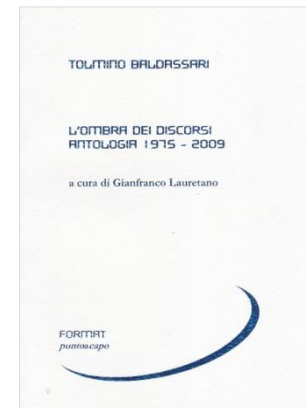 TOLMINO BALDASSARI
L'OMBRA DEI DISCORSI
ANTOLOGIA 1975 - 2009
a cura di Gianfranco Lauretano
FORMAT
puntoacapo